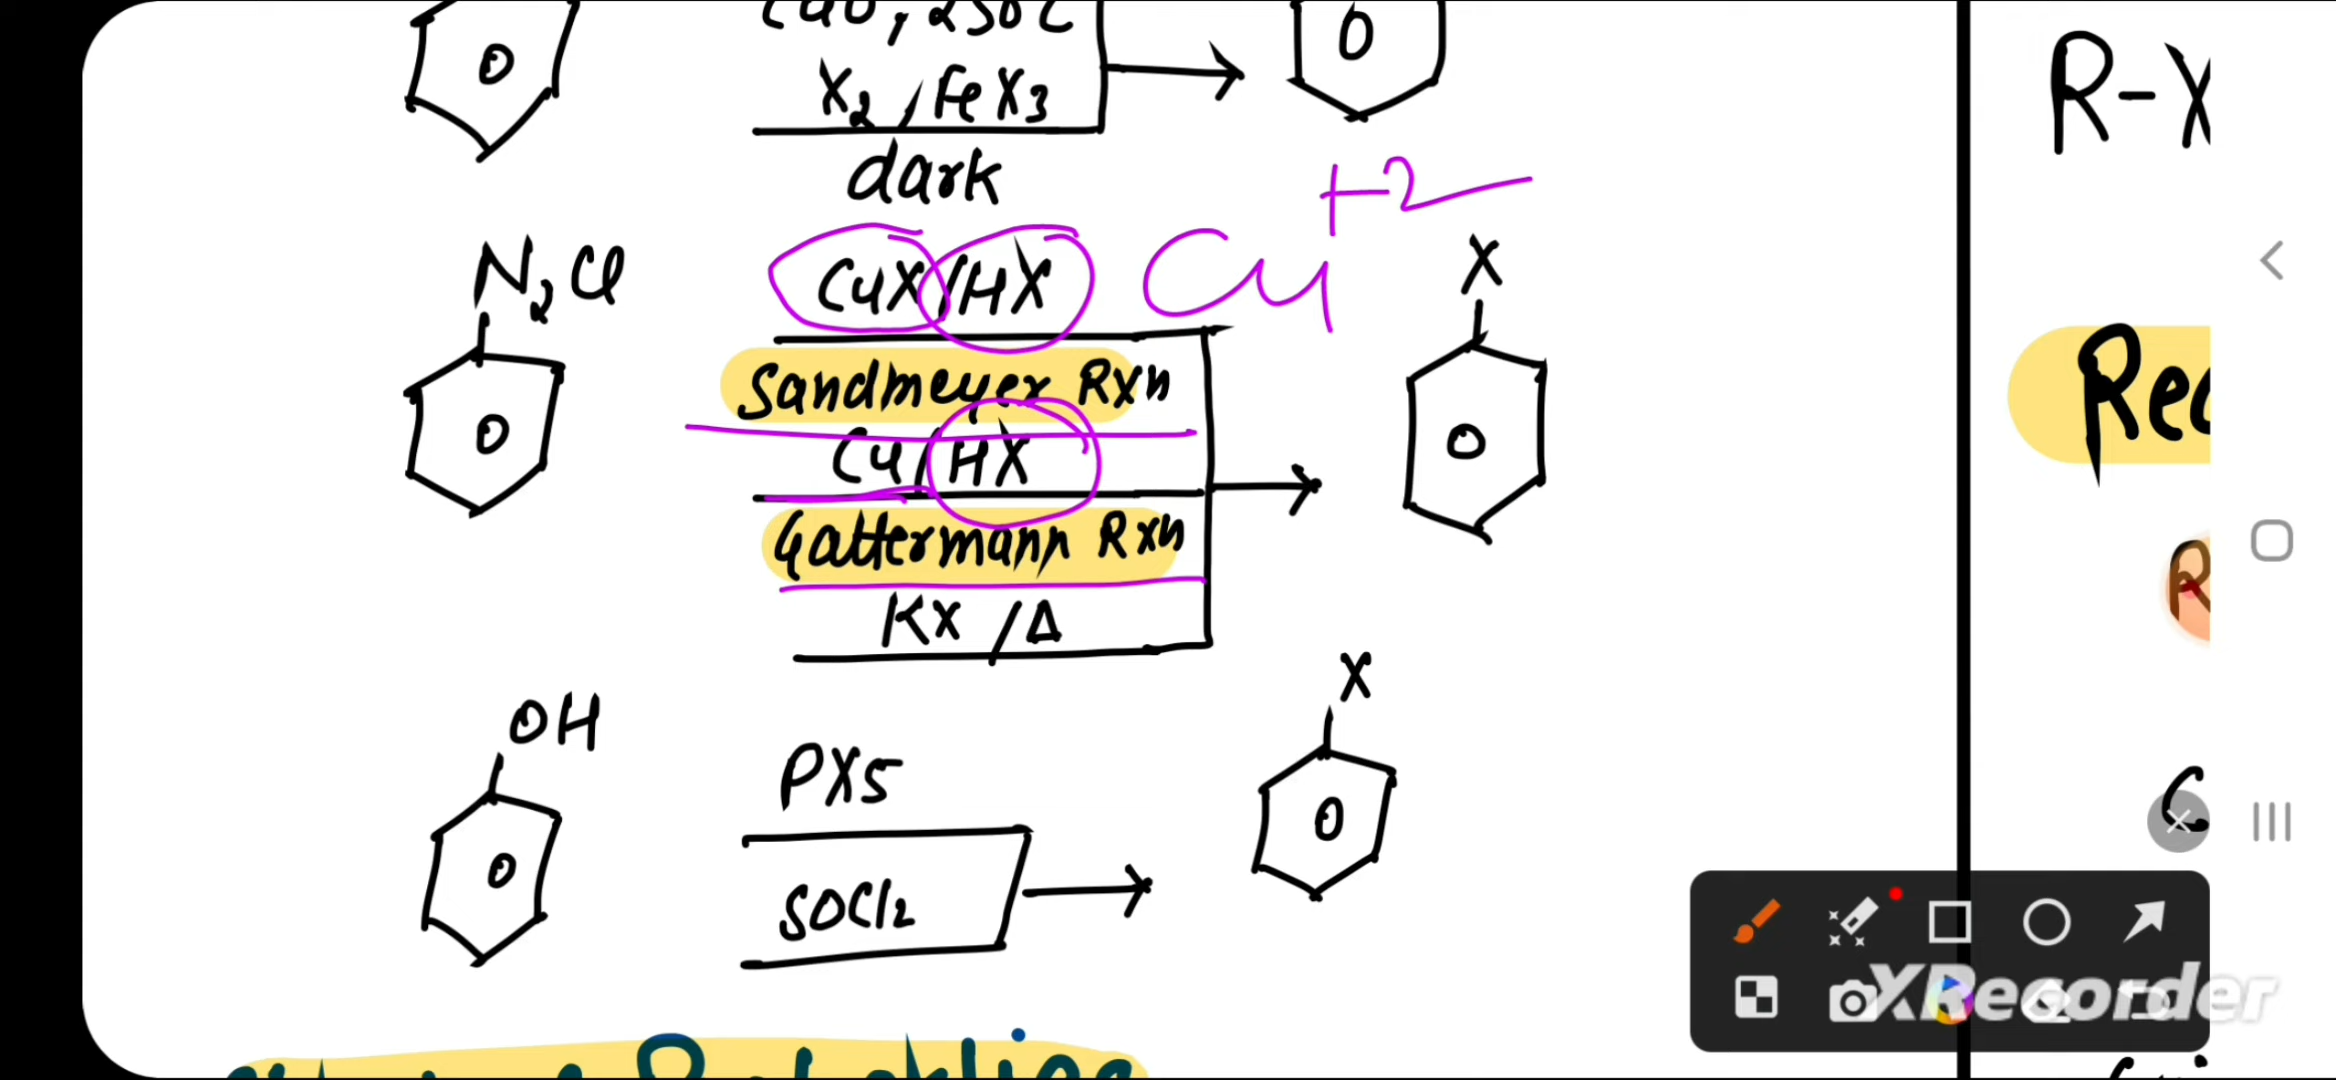 X₂ / FeX₃
dark
N₂Cl
CuX/HX
Cu+2
X
Sandmeyer Rxn
Cu/HX
Gattermann Rxn
KX / Δ
OH
PX5
SOCl₂
X
R-X
R
XRecorder